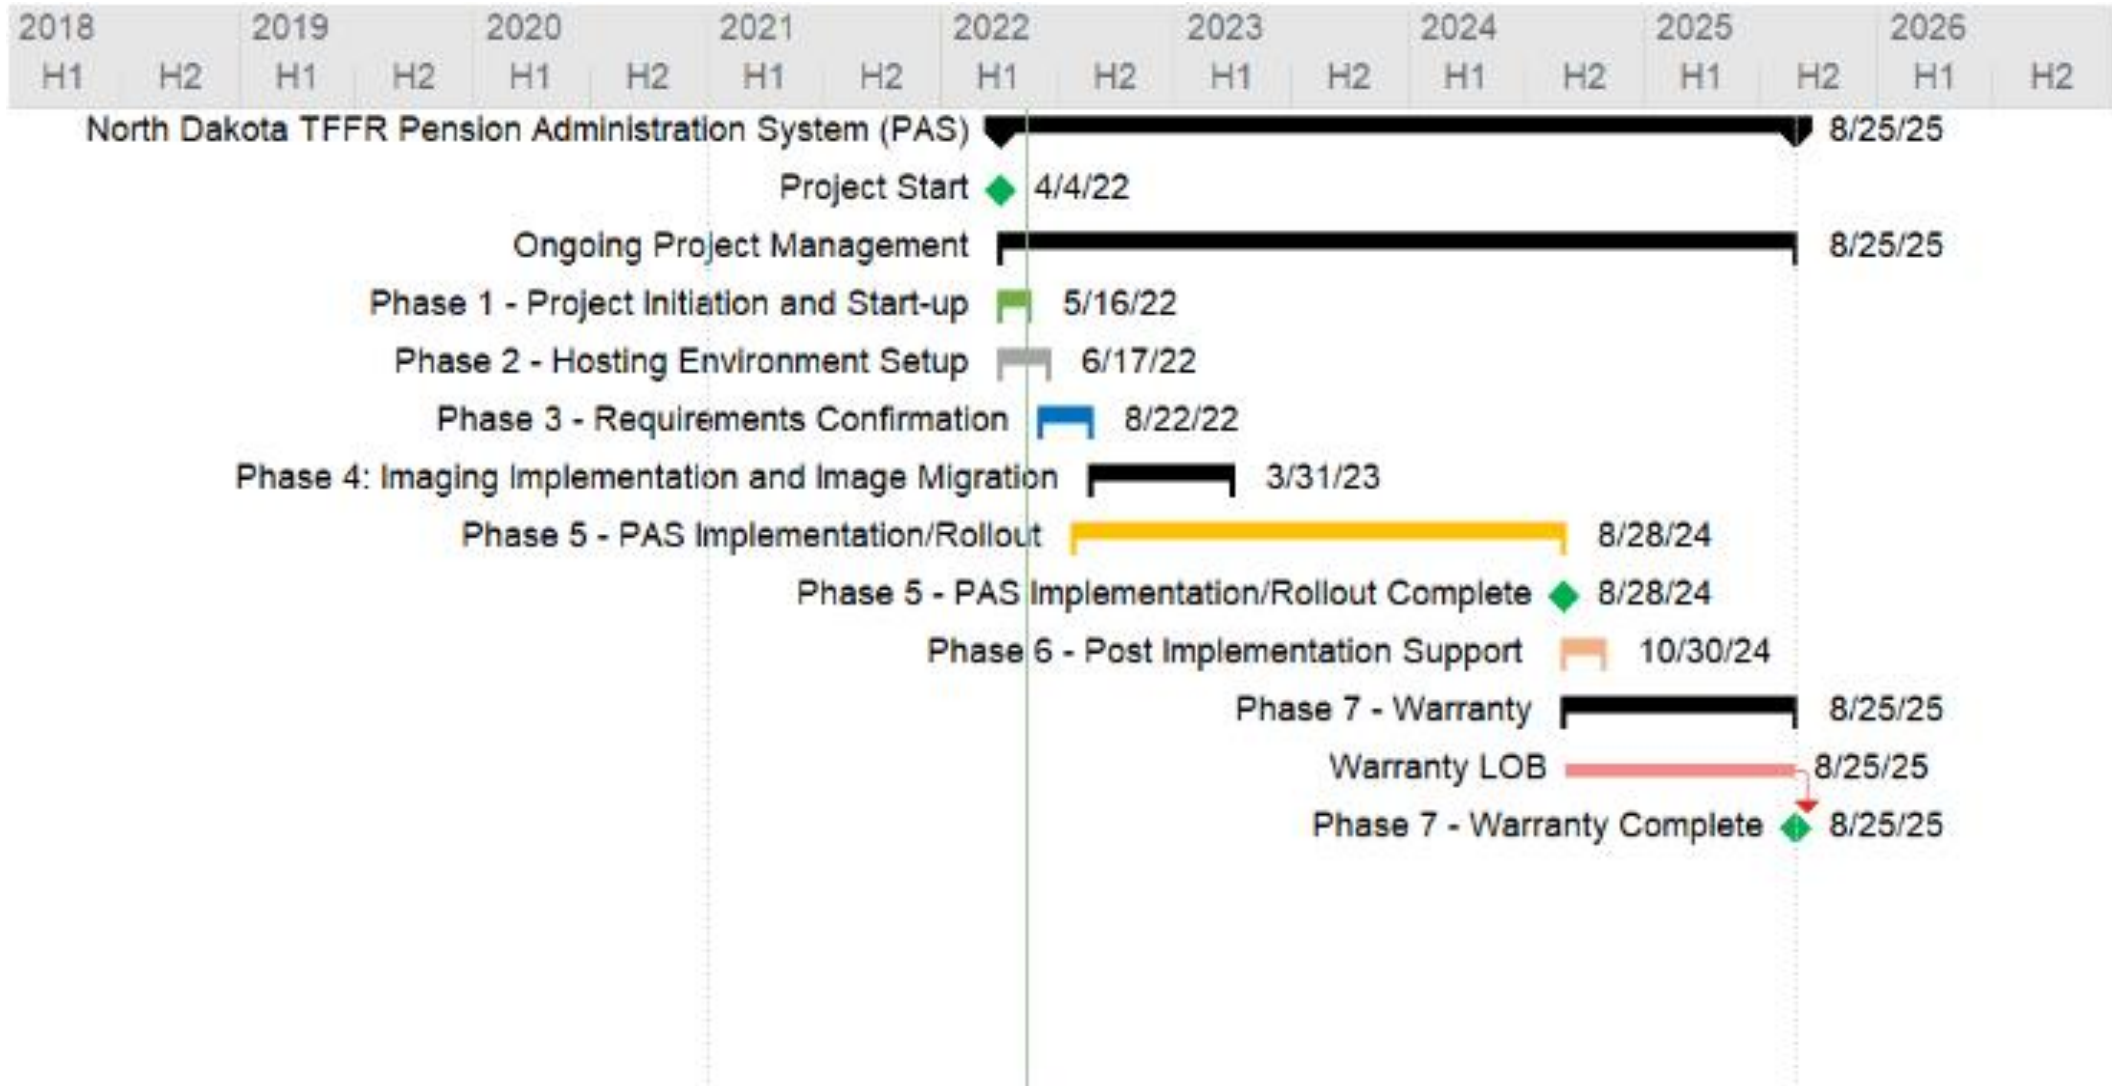 2018 2019 2020 2021 2022 2023 2024 2025 2026
H1 H2 H1 H2 H1 H2 H1 H2 H1 H2 H1 H2 H1 H2 H1 H2 H1 H2
North Dakota TFFR Pension Administration System (PAS) 8/25/25
Project Start 4/4/22
Ongoing Project Management 8/25/25
Phase 1 - Project Initiation and Start-up 5/16/22
Phase 2 - Hosting Environment Setup 6/17/22
Phase 3 - Requirements Confirmation 8/22/22
Phase 4: Imaging Implementation and Image Migration 3/31/23
Phase 5 - PAS Implementation/Rollout 8/28/24
Phase 5 - PAS Implementation/Rollout Complete 8/28/24
Phase 6 - Post Implementation Support 10/30/24
Phase 7 - Warranty 8/25/25
Warranty LOB 8/25/25
Phase 7 - Warranty Complete 8/25/25